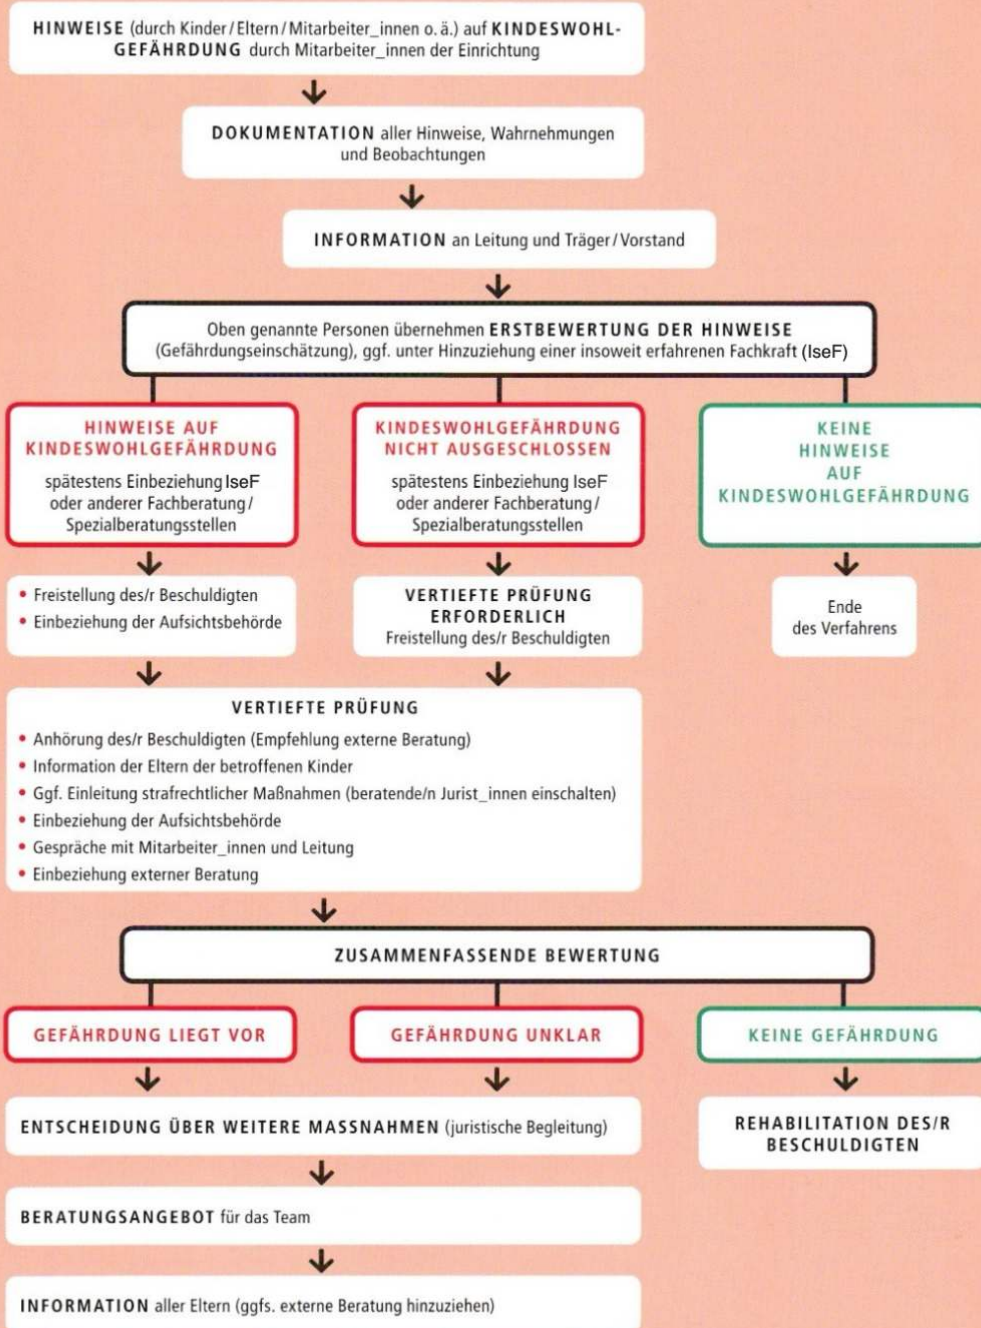 HINWEISE (durch Kinder/Eltern/Mitarbeiter_innen o. ä.) auf KINDESWOHL-
GEFÄHRDUNG durch Mitarbeiter_innen der Einrichtung
DOKUMENTATION aller Hinweise, Wahrnehmungen
und Beobachtungen
INFORMATION an Leitung und Träger/Vorstand
Oben genannte Personen übernehmen ERSTBEWERTUNG DER HINWEISE
(Gefährdungseinschätzung), ggf. unter Hinzuziehung einer insoweit erfahrenen Fachkraft (IseF)
HINWEISE AUF
KINDESWOHLGEFÄHRDUNG
spätestens Einbeziehung IseF
oder anderer Fachberatung/
Spezialberatungsstellen
KINDESWOHLGEFÄHRDUNG
NICHT AUSGESCHLOSSEN
spätestens Einbeziehung IseF
oder anderer Fachberatung/
Spezialberatungsstellen
KEINE
HINWEISE
AUF
KINDESWOHLGEFÄHRDUNG
• Freistellung des/r Beschuldigten
• Einbeziehung der Aufsichtsbehörde
VERTIEFTE PRÜFUNG
ERFORDERLICH
Freistellung des/r Beschuldigten
Ende
des Verfahrens
VERTIEFTE PRÜFUNG
• Anhörung des/r Beschuldigten (Empfehlung externe Beratung)
• Information der Eltern der betroffenen Kinder
• Ggf. Einleitung strafrechtlicher Maßnahmen (beratende/n Jurist_innen einschalten)
• Einbeziehung der Aufsichtsbehörde
• Gespräche mit Mitarbeiter_innen und Leitung
• Einbeziehung externer Beratung
ZUSAMMENFASSENDE BEWERTUNG
GEFÄHRDUNG LIEGT VOR
GEFÄHRDUNG UNKLAR
KEINE GEFÄHRDUNG
ENTSCHEIDUNG ÜBER WEITERE MASSNAHMEN (juristische Begleitung)
REHABILITATION DES/R
BESCHULDIGTEN
BERATUNGSANGEBOT für das Team
INFORMATION aller Eltern (ggfs. externe Beratung hinzuziehen)